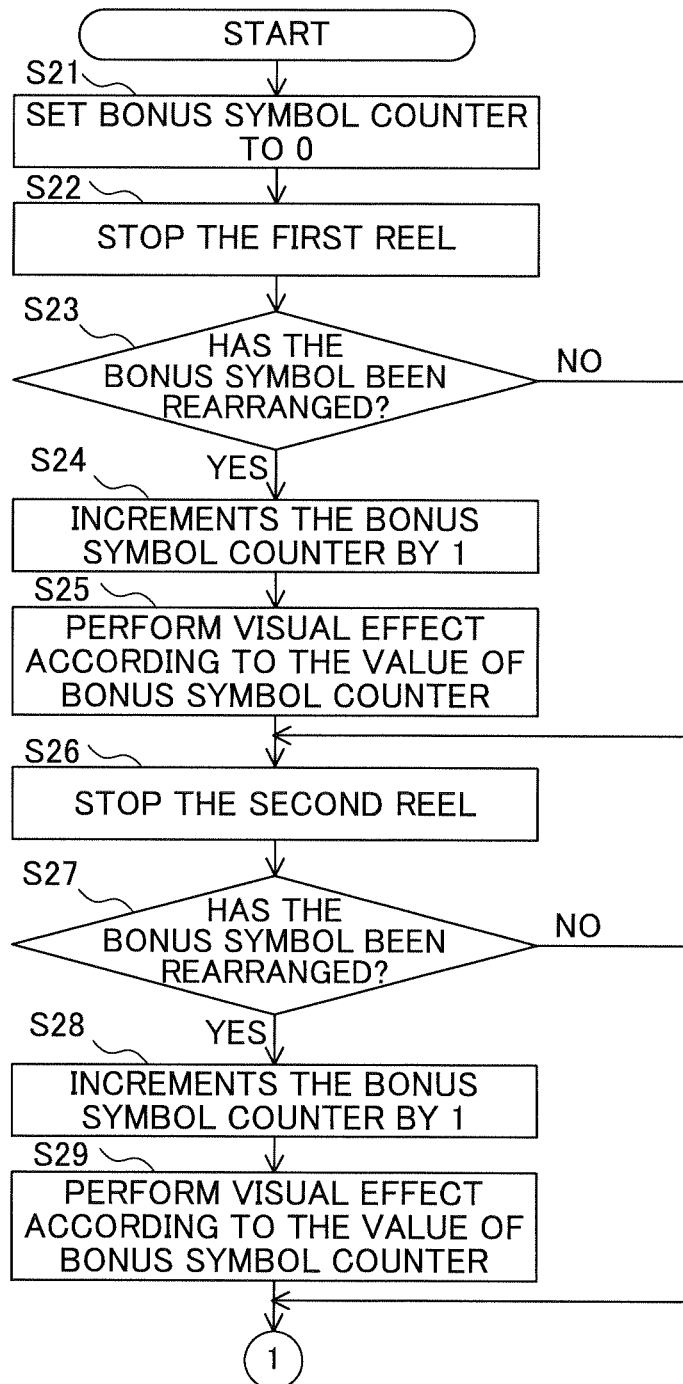 START
S21
SET BONUS SYMBOL COUNTER
TO 0
S22
STOP THE FIRST REEL
S23
HAS THE
BONUS SYMBOL BEEN
REARRANGED?
NO
YES
S24
INCREMENTS THE BONUS
SYMBOL COUNTER BY 1
S25
PERFORM VISUAL EFFECT
ACCORDING TO THE VALUE OF
BONUS SYMBOL COUNTER
S26
STOP THE SECOND REEL
S27
HAS THE
BONUS SYMBOL BEEN
REARRANGED?
NO
YES
S28
INCREMENTS THE BONUS
SYMBOL COUNTER BY 1
S29
PERFORM VISUAL EFFECT
ACCORDING TO THE VALUE OF
BONUS SYMBOL COUNTER
1